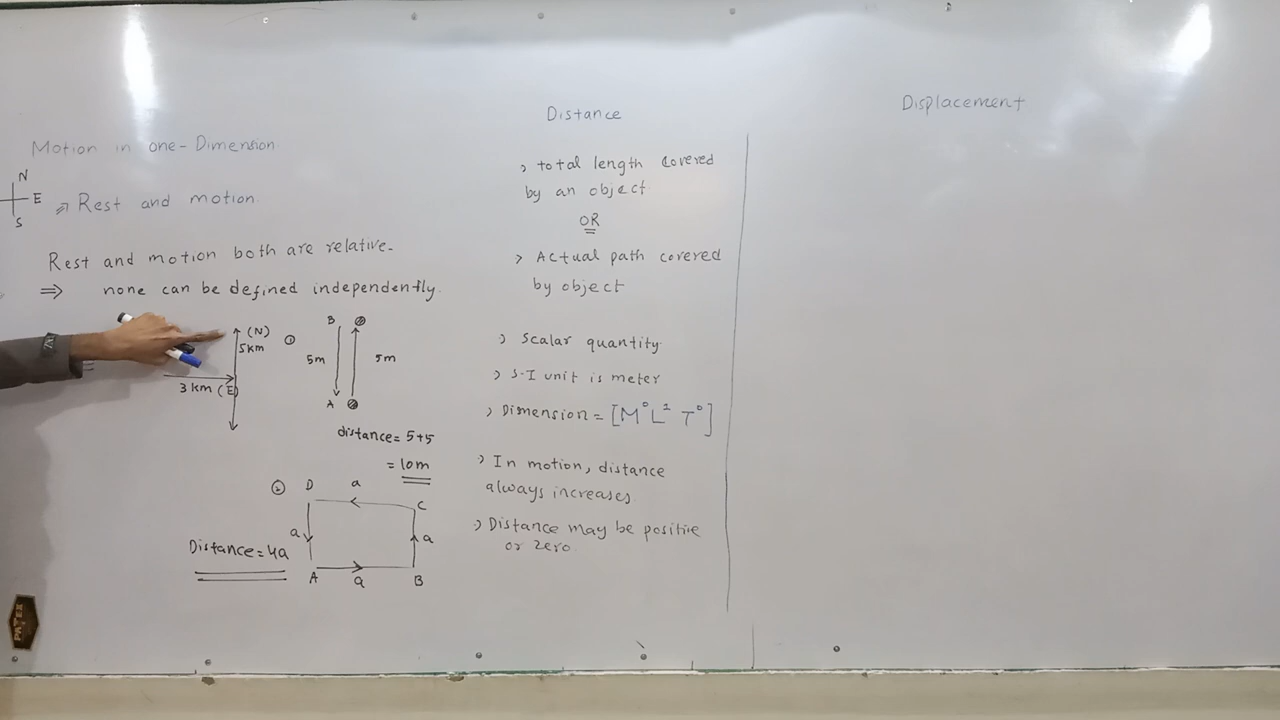 Motion in one-Dimension
N
E
S
⇒ Rest and motion.
Rest and motion both are relative.
⇒ none can be defined independently.
(N)
5km
3 km (E)
①
B
5m
5m
A
distance = 5+5
= 10m
②
D
a
C
a
a
A
a
B
Distance = 4a
Distance
> total length covered
by an object
OR
> Actual path covered
by object
> Scalar quantity
> S.I unit is meter
> Dimension = [M⁰L¹T⁰]
> In motion, distance
always increases.
> Distance may be positive
or zero
Displacement
PATEX